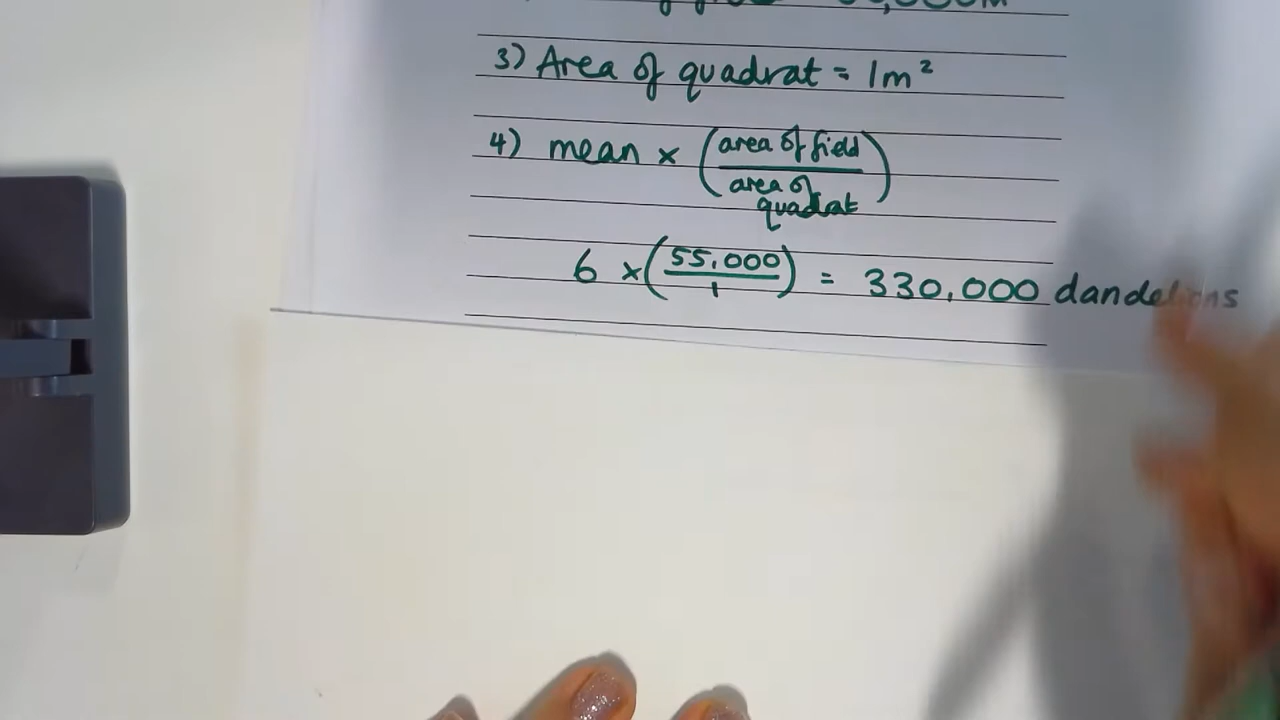 3) Area of quadrat = 1m²
4) mean × (area of field / area of quadrat)
6 × (55,000 / 1) = 330,000 dandelions